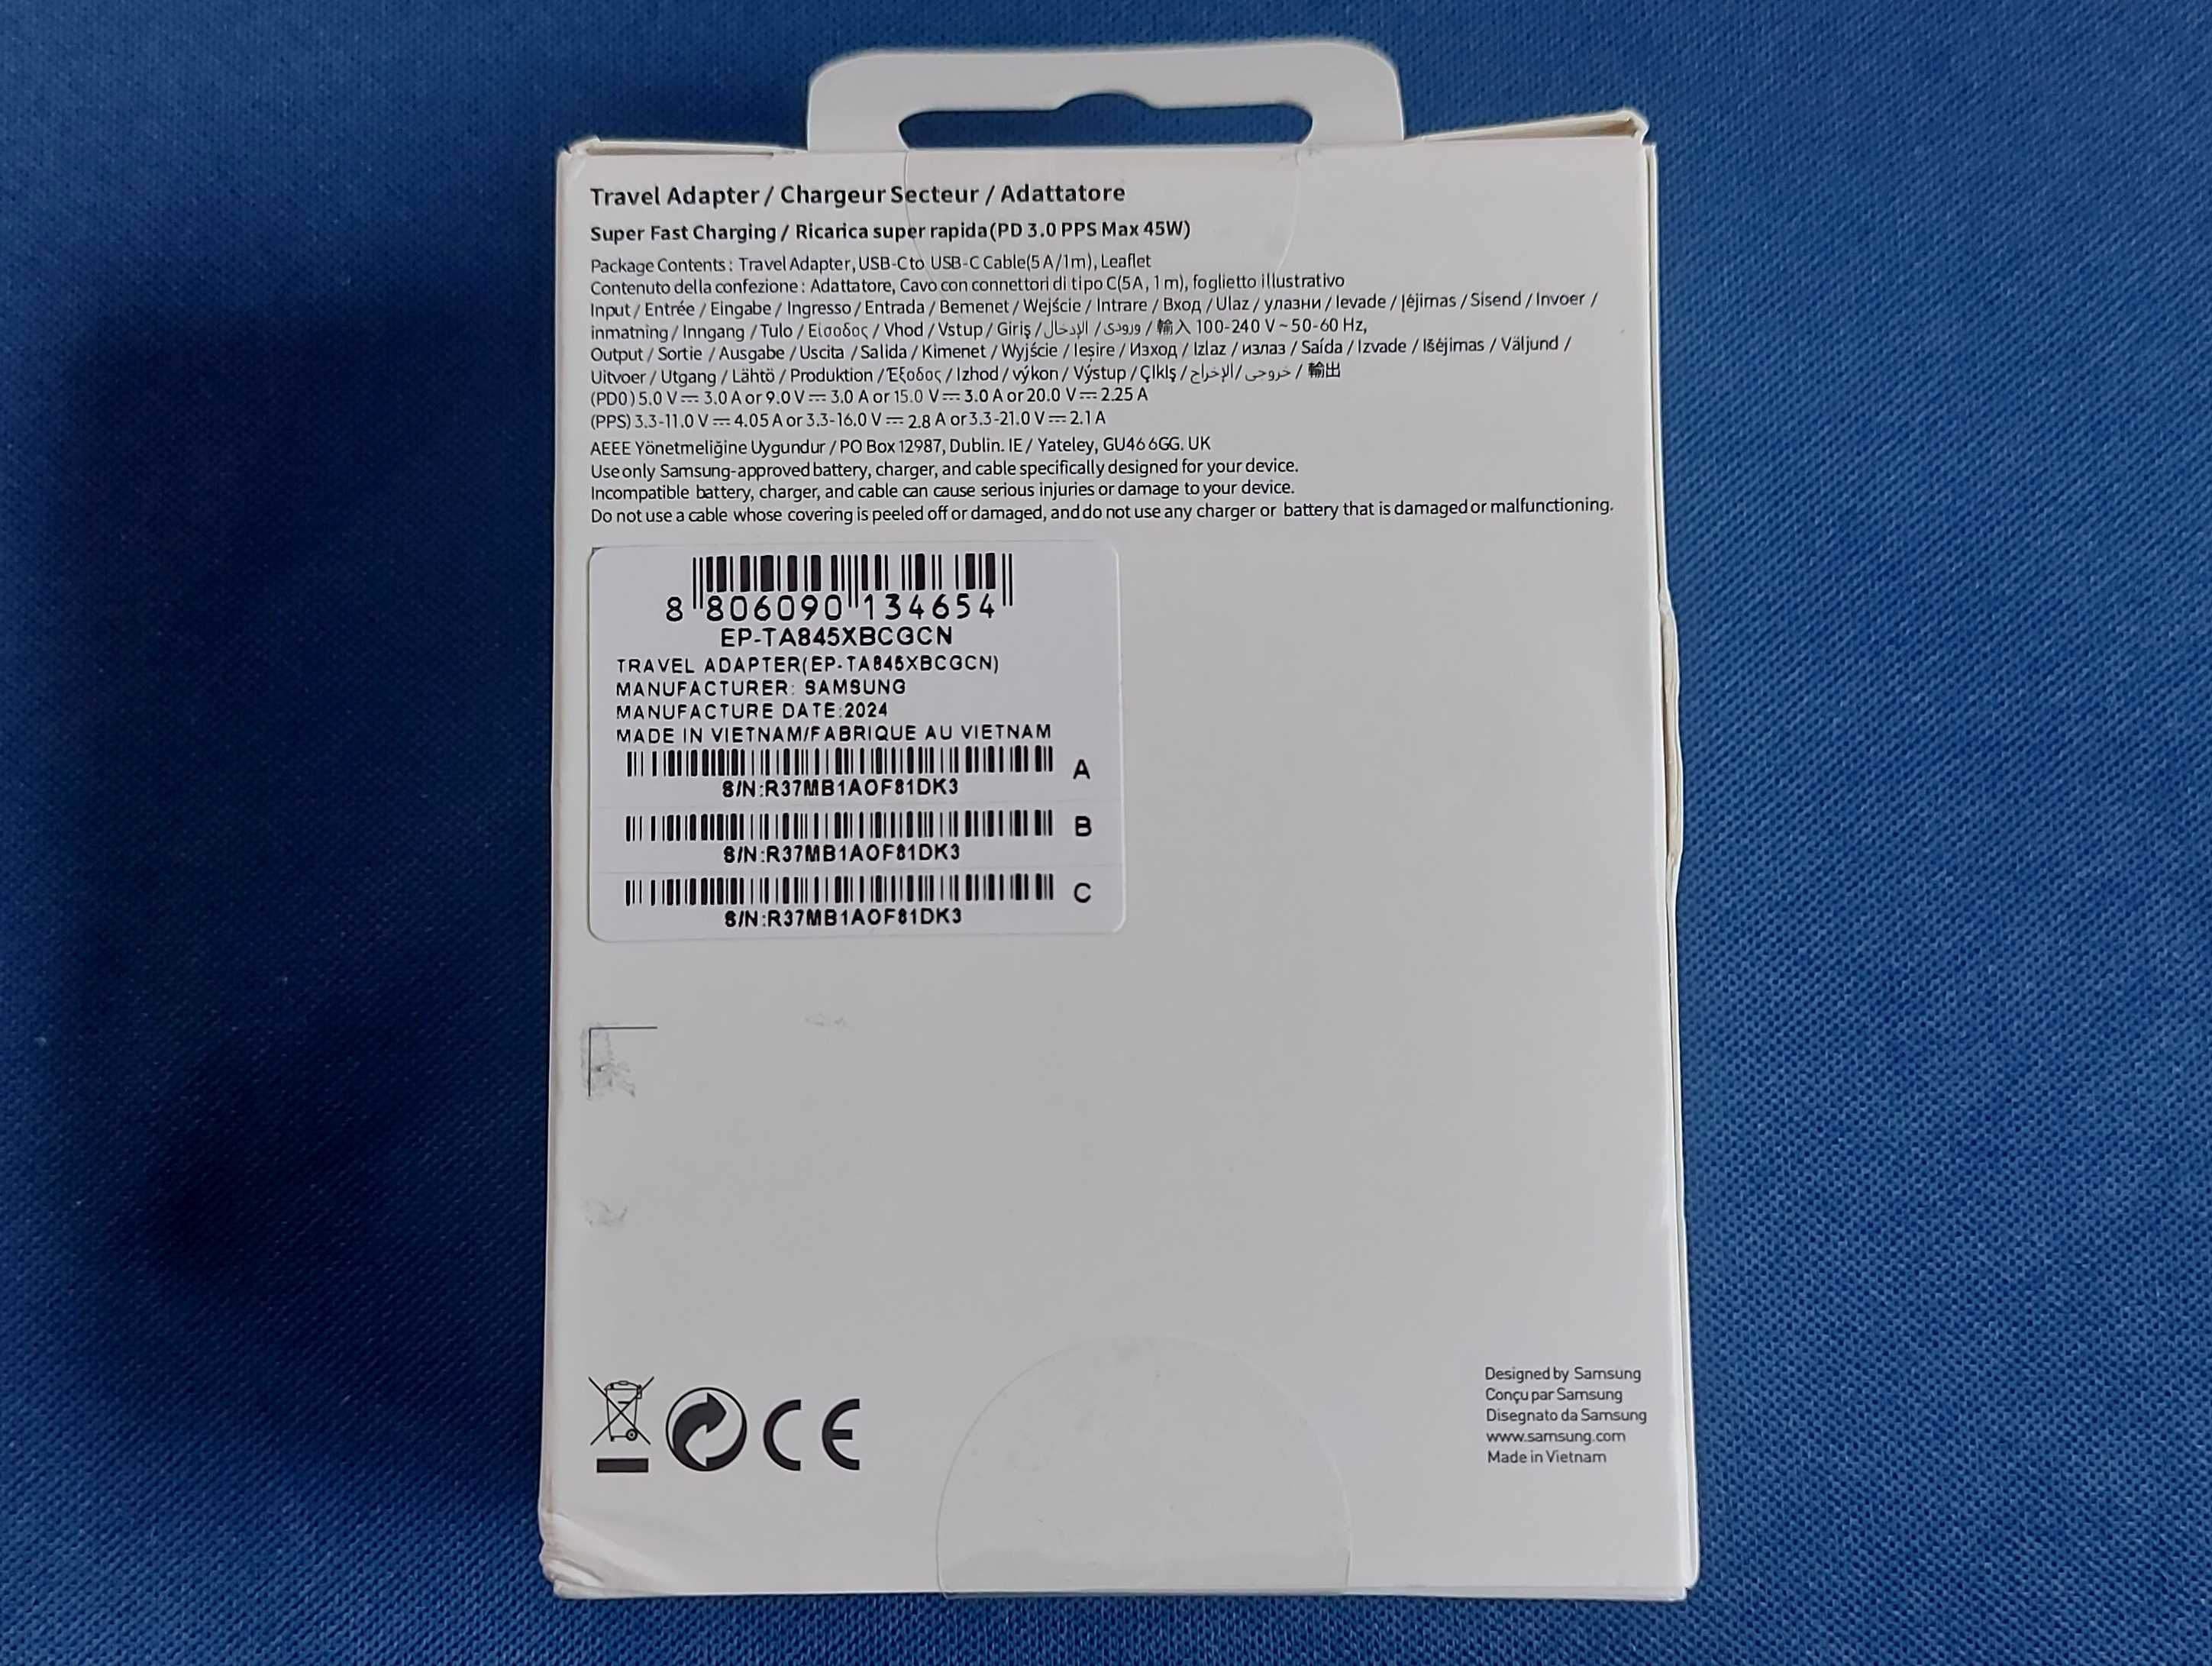 Travel Adapter / Chargeur Secteur / Adattatore
Super Fast Charging / Ricarica super rapida(PD 3.0 PPS Max 45W)
Package Contents : Travel Adapter, USB-C to USB-C Cable(5 A/1m), Leaflet
Contenuto della confezione : Adattatore, Cavo con connettori di tipo C(5A, 1 m), foglietto illustrativo
Input / Entrée / Eingabe / Ingresso / Entrada / Bemenet / Wejście / Intrare / Вход / Ulaz / улазни / Ievade / Įėjimas / Sisend / Invoer /
inmatning / Inngang / Tulo / Είσοδος / Vhod / Vstup / Giriş / الإدخال / ورودی / 輸入 100-240 V ~ 50-60 Hz,
Output / Sortie / Ausgabe / Uscita / Salida / Kimenet / Wyjście / Ieșire / Изход / Izlaz / излаз / Saída / Izvade / Išėjimas / Väljund /
Uitvoer / Utgang / Lähtö / Produktion / Έξοδος / Izhod / výkon / Výstup / ÇIkIş / الإخراج / خروجی / 輸出
(PDO) 5.0 V⎓ 3.0 A or 9.0 V⎓ 3.0 A or 15.0 V⎓ 3.0 A or 20.0 V⎓ 2.25 A
(PPS) 3.3-11.0 V⎓ 4.05 A or 3.3-16.0 V⎓ 2.8 A or 3.3-21.0 V⎓ 2.1 A
AEEE Yönetmeliğine Uygundur / PO Box 12987, Dublin. IE / Yateley, GU46 6GG. UK
Use only Samsung-approved battery, charger, and cable specifically designed for your device.
Incompatible battery, charger, and cable can cause serious injuries or damage to your device.
Do not use a cable whose covering is peeled off or damaged, and do not use any charger or battery that is damaged or malfunctioning.
8 806090 134654
EP-TA845XBCGCN
TRAVEL ADAPTER(EP-TA845XBCGCN)
MANUFACTURER: SAMSUNG
MANUFACTURE DATE:2024
MADE IN VIETNAM/FABRIQUE AU VIETNAM
A
S/N:R37MB1AOF81DK3
B
S/N:R37MB1AOF81DK3
C
S/N:R37MB1AOF81DK3
CE
Designed by Samsung
Conçu par Samsung
Disegnato da Samsung
www.samsung.com
Made in Vietnam